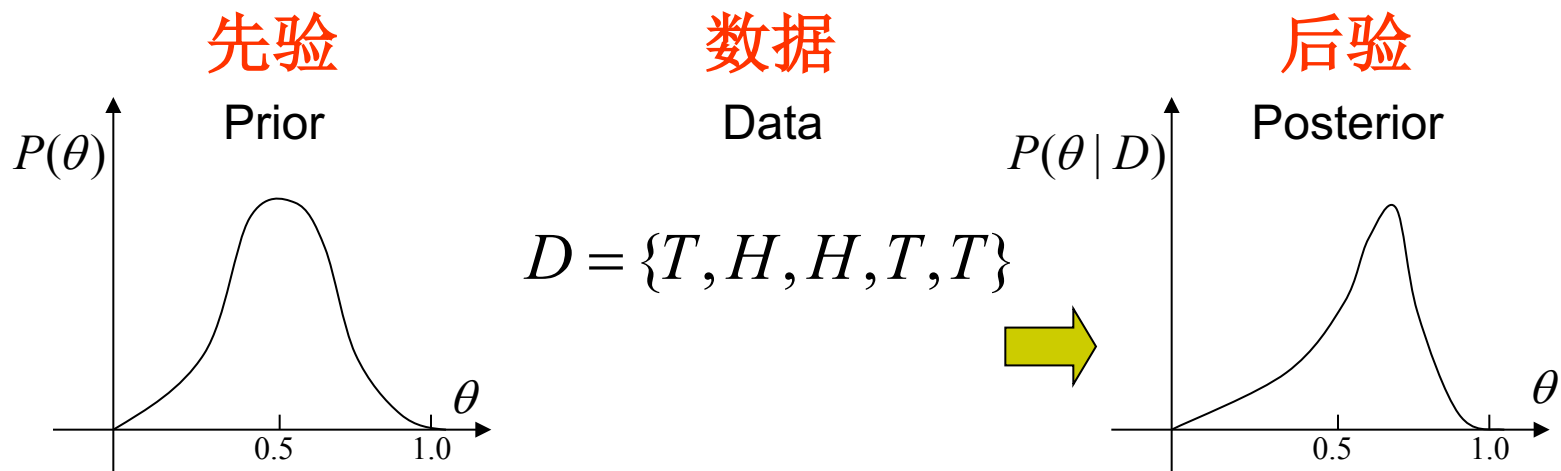 先验
Prior
P(θ)
θ
0.5
1.0
数据
Data
D = {T, H, H, T, T}
后验
Posterior
P(θ | D)
θ
0.5
1.0